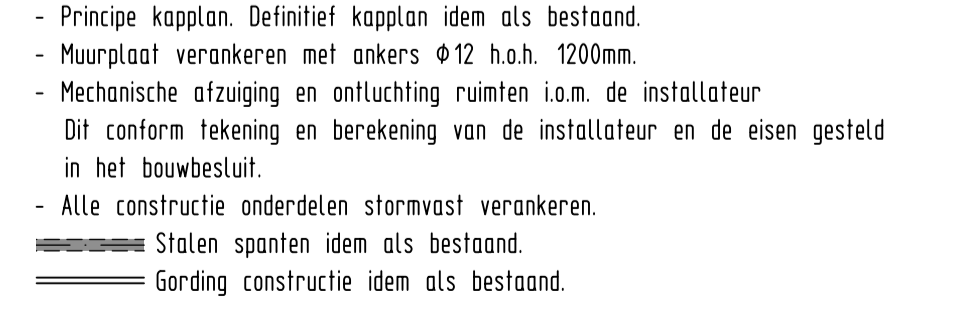 - Principe kapplan. Definitief kapplan idem als bestaand.
- Muurplaat verankeren met ankers Φ12 h.o.h. 1200mm.
- Mechanische afzuiging en ontluchting ruimten i.o.m. de installateur
Dit conform tekening en berekening van de installateur en de eisen gesteld
in het bouwbesluit.
- Alle constructie onderdelen stormvast verankeren.
Stalen spanten idem als bestaand.
Gording constructie idem als bestaand.